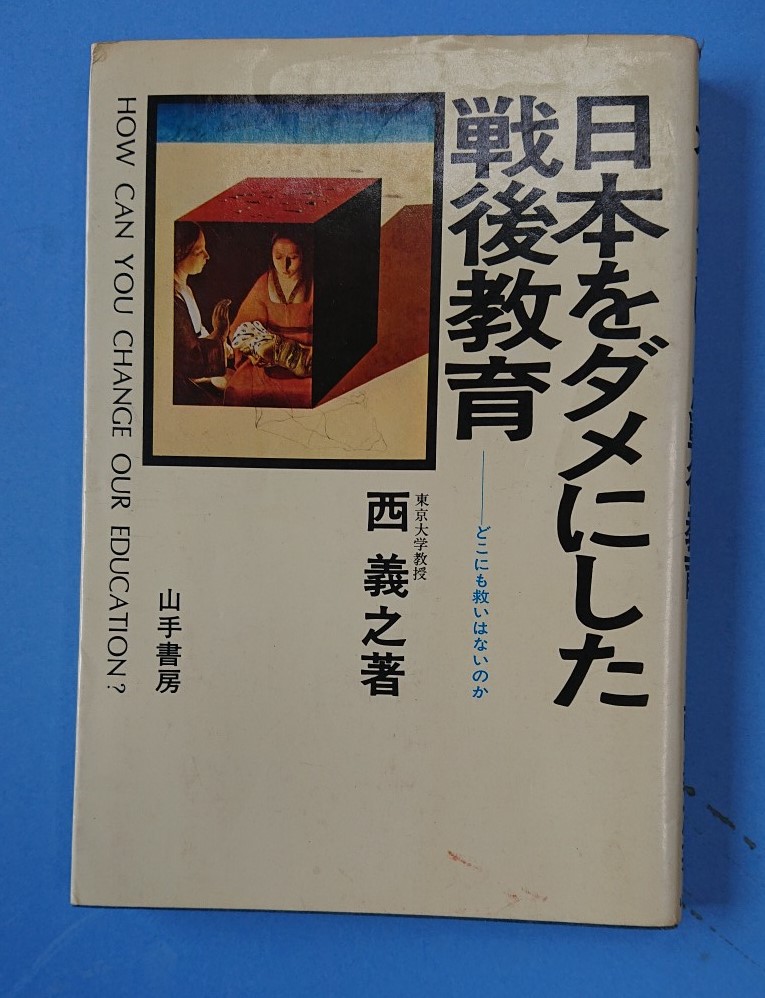 日本をダメにした
戦後教育
——どこにも救いはないのか
東京大学教授
西 義之著
山手書房
HOW CAN YOU CHANGE OUR EDUCATION?